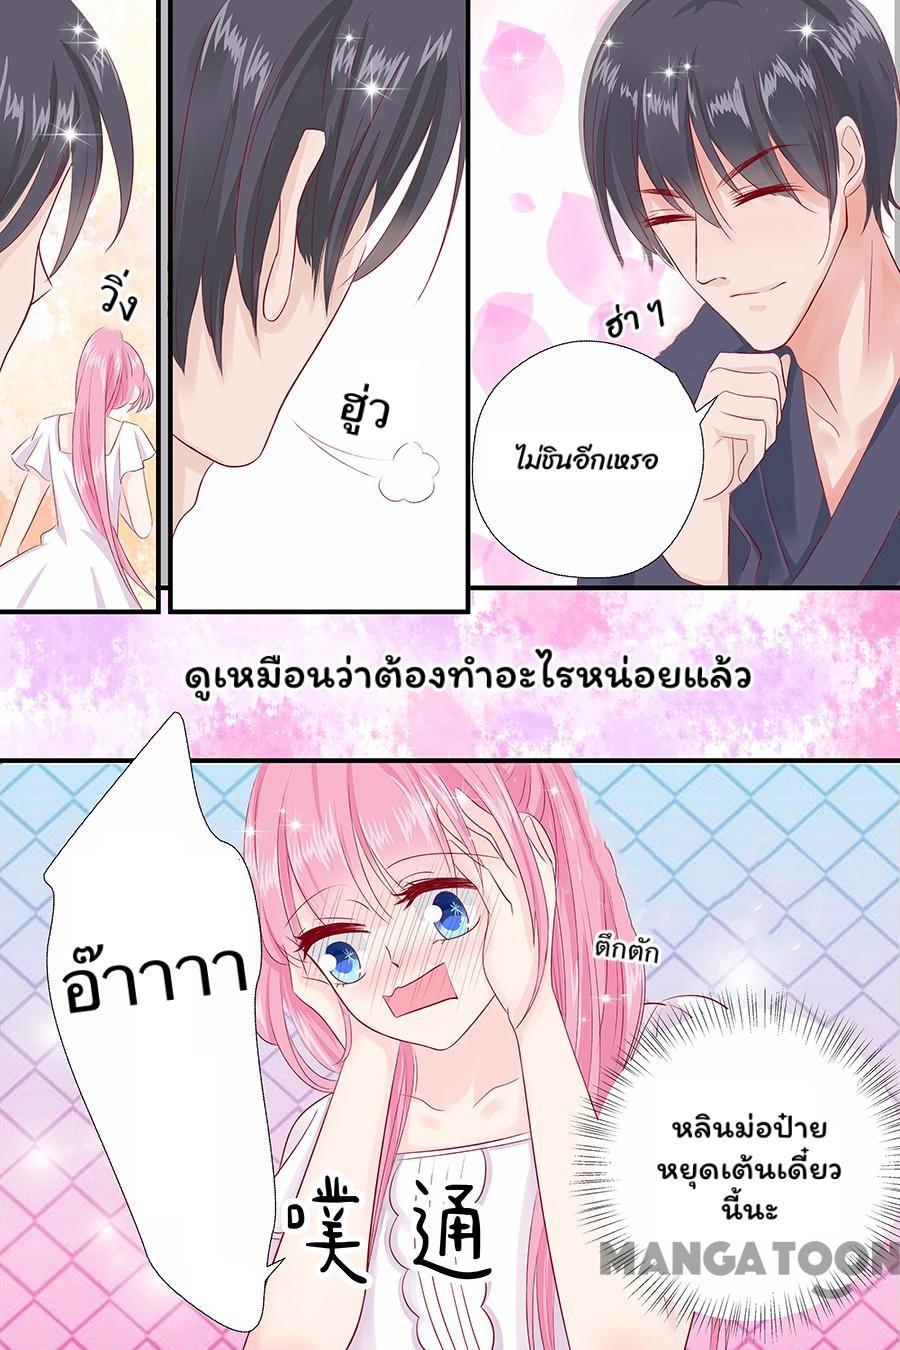 วิ่ง
ฮู่ว
ฮ่า ๆ
ไม่ชินอีกเหรอ
ดูเหมือนว่าต้องทำอะไรหน่อยแล้ว
อ๊าาาา
ตึกตัก
หลินม่อป๋าย
หยุดเต้นเดี๋ยว
นี้นะ
噗通
MANGATOON